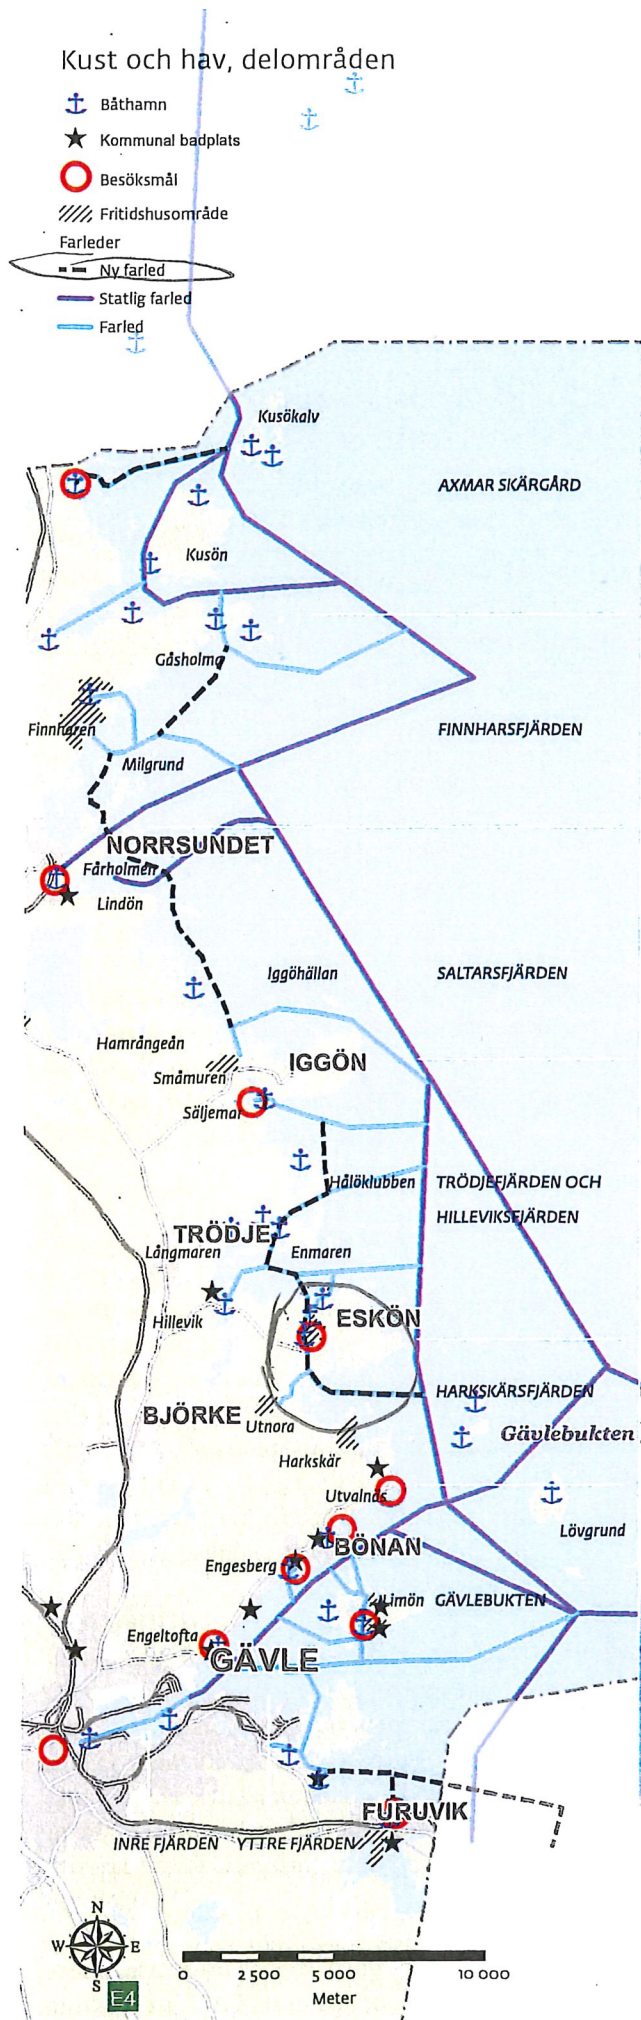 Kust och hav, delområden
Båthamn
Kommunal badplats
Besöksmål
Fritidshusområde
Farleder
Ny farled
Statlig farled
Farled
Kusökalv
AXMAR SKÄRGÅRD
Kusön
Gåsholma
Finnharen
FINNHARSFJÄRDEN
Milgrund
NORRSUNDET
Fårholmen
Lindön
Iggöhällan
SALTARSFJÄRDEN
Hamrångeån
IGGÖN
Småmuren
Säljemar
Hålöklubben
TRÖDJEFJÄRDEN OCH
HILLEVIKSFJÄRDEN
TRÖDJE
Långmaren
Enmaren
Hillevik
ESKÖN
HARKSKÄRSFJÄRDEN
BJÖRKE
Utnora
Gävlebukten
Harkskär
Utvalnäs
Lövgrund
BÖNAN
Engesberg
Limön
GÄVLEBUKTEN
Engeltofta
GÄVLE
FURUVIK
INRE FJÄRDEN
YTTRE FJÄRDEN
N
W
E
S
E4
0 2 500 5 000 10 000
Meter